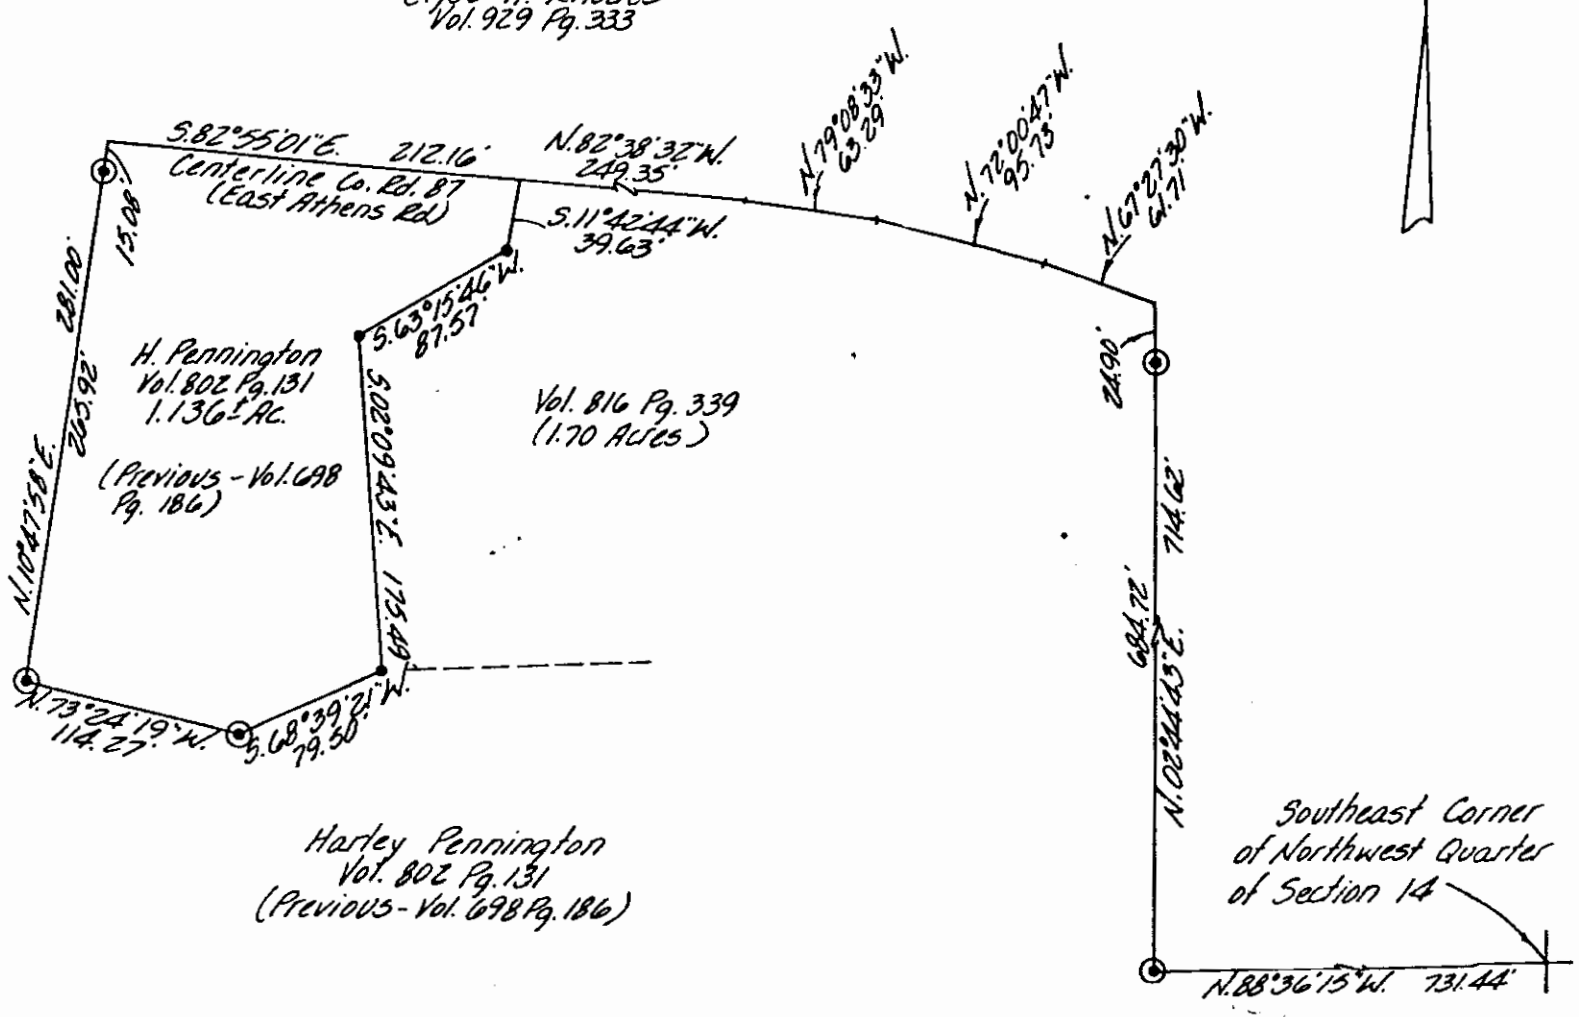 Vol. 929 Pg. 333
S.82°55'01"E. 212.16'
Centerline Co. Rd. 87
(East Athens Rd)
N.82°38'32"W.
249.35'
N.79°08'33"W.
63.29'
N.72°00'47"W.
95.73'
N.67°27'30"W.
61.71'
15.08'
S.11°42'44"W.
39.63'
S.63°15'46"W.
87.57'
24.90'
281.00'
265.92'
N.10°47'58"E.
H. Pennington
Vol. 802 Pg. 131
1.136± Ac.
(Previous - Vol. 698
Pg. 186)
S.02°09'43"E. 175.49'
Vol. 816 Pg. 339
(1.70 Acres)
714.62'
684.72'
N.02°44'43"E.
N.73°24'19"W.
114.27'
S.68°39'21"W.
79.50'
Harley Pennington
Vol. 802 Pg. 131
(Previous - Vol. 698 Pg. 186)
Southeast Corner
of Northwest Quarter
of Section 14
N.88°36'15"W. 731.44'